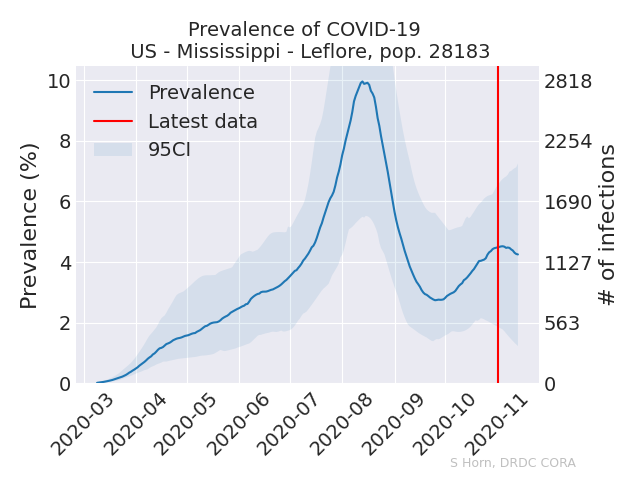 Prevalence of COVID-19
US - Mississippi - Leflore, pop. 28183
Prevalence (%)
10
8
6
4
2
0
Prevalence
Latest data
95CI
2818
2254
1690
1127
563
0
# of infections
2020-03
2020-04
2020-05
2020-06
2020-07
2020-08
2020-09
2020-10
2020-11
S Horn, DRDC CORA